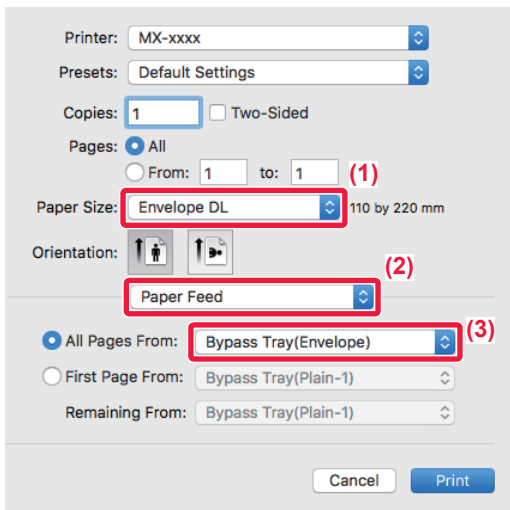 Printer: MX-xxxx
Presets: Default Settings
Copies: 1 Two-Sided
Pages: All
From: 1 to: 1 (1)
Paper Size: Envelope DL 110 by 220 mm
Orientation:
(2)
Paper Feed
(3)
All Pages From: Bypass Tray(Envelope)
First Page From: Bypass Tray(Plain-1)
Remaining From: Bypass Tray(Plain-1)
Cancel Print